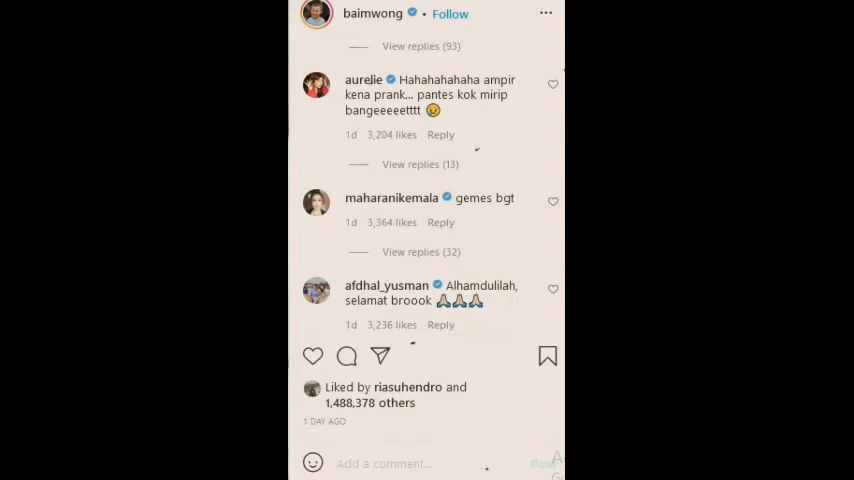 baimwong • Follow
View replies (93)
aurelie Hahahahahaha ampir
kena prank... pantes kok mirip
bangeeeeetttt 😢
1d 3,204 likes Reply
View replies (13)
maharanikemala gemes bgt
1d 3,364 likes Reply
View replies (32)
afdhal_yusman Alhamdulilah,
selamat broook 🙏🙏🙏
1d 3,236 likes Reply
Liked by riasuhendro and
1,488,378 others
1 DAY AGO
Add a comment... Post